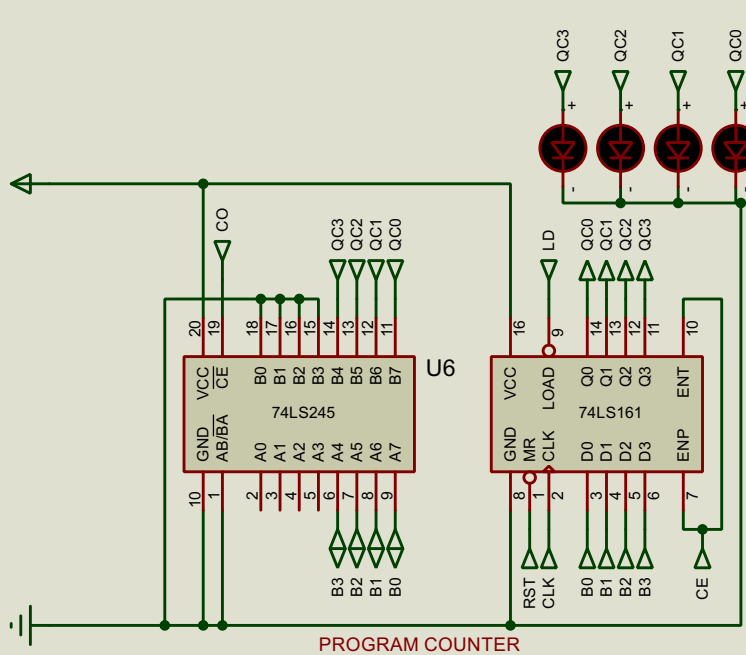 QC3 QC2 QC1 QC0
+ + + +
- - - -
CO
QC3 QC2 QC1 QC0
LD
QC0 QC1 QC2 QC3
20 19 18 17 16 15 14 13 12 11
16 9 14 13 12 11 10
VCC CE B0 B1 B2 B3 B4 B5 B6 B7
U6
VCC LOAD Q0 Q1 Q2 Q3 ENT
74LS245
74LS161
GND AB/BA A0 A1 A2 A3 A4 A5 A6 A7
GND MR CLK D0 D1 D2 D3 ENP
10 1 2 3 4 5 6 7 8 9
8 1 2 3 4 5 6 7
B3 B2 B1 B0
RST CLK B0 B1 B2 B3 CE
PROGRAM COUNTER